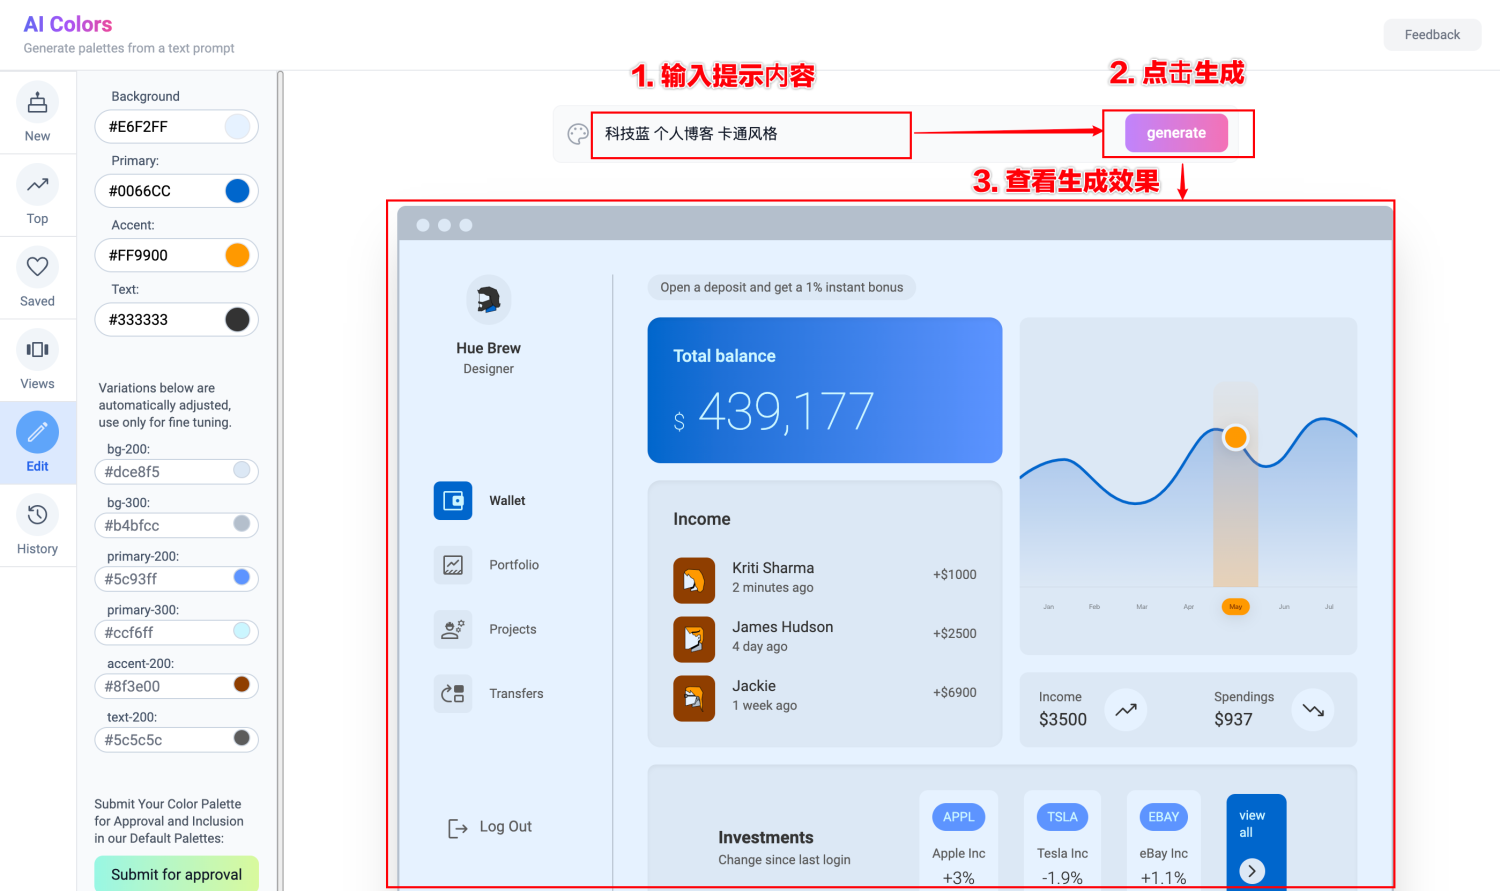 AI Colors
Generate palettes from a text prompt
Feedback
1. 输入提示内容
2. 点击生成
科技蓝 个人博客 卡通风格
generate
3. 查看生成效果
New
Top
Saved
Views
Edit
History
Background
#E6F2FF
Primary:
#0066CC
Accent:
#FF9900
Text:
#333333
Variations below are
automatically adjusted,
use only for fine tuning.
bg-200:
#dce8f5
bg-300:
#b4bfcc
primary-200:
#5c93ff
primary-300:
#ccf6ff
accent-200:
#8f3e00
text-200:
#5c5c5c
Submit Your Color Palette
for Approval and Inclusion
in our Default Palettes:
Submit for approval
Hue Brew
Designer
Wallet
Portfolio
Projects
Transfers
Log Out
Open a deposit and get a 1% instant bonus
Total balance
$ 439,177
Income
Kriti Sharma
2 minutes ago
+$1000
James Hudson
4 day ago
+$2500
Jackie
1 week ago
+$6900
Jan Feb Mar Apr May Jun Jul
Income
$3500
Spendings
$937
Investments
Change since last login
APPL
Apple Inc
+3%
TSLA
Tesla Inc
-1.9%
EBAY
eBay Inc
+1.1%
view
all